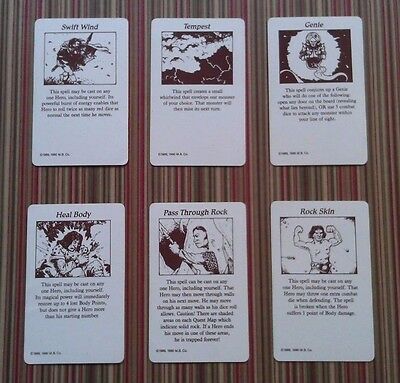 Swift Wind
This spell may be cast on any
one Hero, including yourself. Its
powerful burst of energy enables that
Hero to roll twice as many red dice as
normal the next time he moves.
©1989, 1990 M.B. Co.
Tempest
This spell creates a small
whirlwind that envelops one monster
of your choice. That monster will
then miss its next turn.
©1989, 1990 M.B. Co.
Genie
This spell conjures up a Genie
who will do one of the following:
open any door on the board (revealing
what lies beyond), OR use 5 combat
dice to attack any monster within your
line of sight.
©1989, 1990 M.B. Co.
Heal Body
This spell may be cast on any
one Hero, including yourself.
Its magical power will immediately
restore up to 4 lost Body Points,
but does not give a Hero more
than his starting number.
©1989, 1990 M.B. Co.
Pass Through Rock
This spell can be cast on any
one Hero, including yourself. That
Hero may then move through walls
on his next move. He may move
through as many walls as his dice roll
allows. Caution! There are shaded
areas on each Quest Map which
indicate solid rock. If a Hero ends
his move in one of these areas,
he is trapped forever!
©1989, 1990 M.B. Co.
Rock Skin
This spell may be cast on any
one Hero, including yourself. That
Hero may throw one extra combat
die when defending. The spell
is broken when the Hero
suffers 1 point of Body damage.
©1989, 1990 M.B. Co.